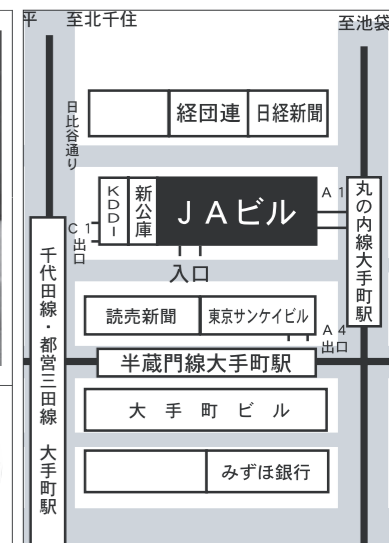 平
至北千住
至池袋
日比谷通り
経団連
日経新聞
KDDI
新公庫
JAビル
A1
丸の内線大手町駅
C1
出口
入口
千代田線・都営三田線 大手町駅
読売新聞
東京サンケイビル
A4
出口
半蔵門線大手町駅
大手町ビル
みずほ銀行